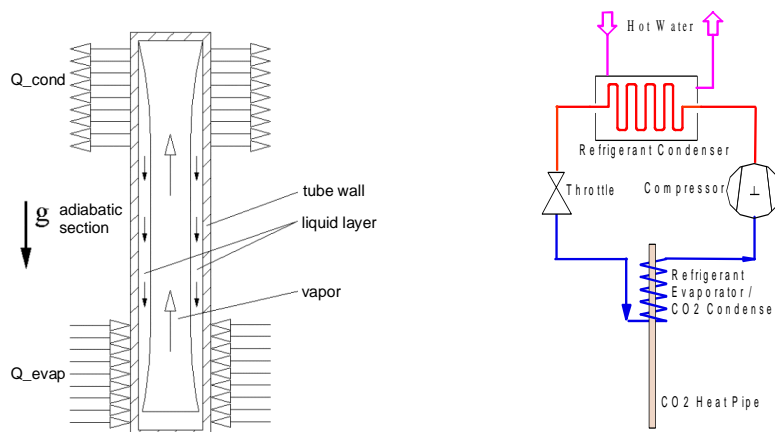 Q_cond
g
adiabatic
section
tube wall
liquid layer
vapor
Q_evap
Hot Water
Refrigerant Condenser
Throttle
Compressor
Refrigerant
Evaporator/
CO2 Condense
CO2 Heat Pipe